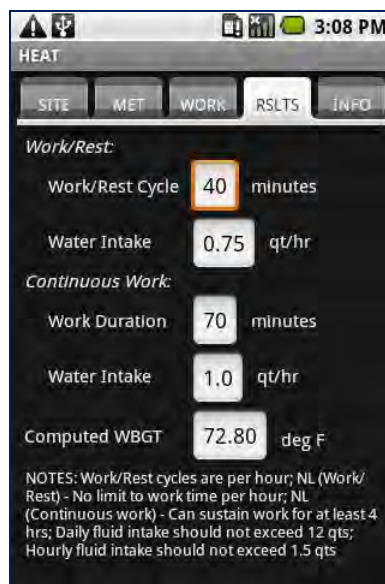 3:08 PM
HEAT
SITE MET WORK RSLTS INFO
Work/Rest:
Work/Rest Cycle 40 minutes
Water Intake 0.75 qt/hr
Continuous Work:
Work Duration 70 minutes
Water Intake 1.0 qt/hr
Computed WBGT 72.80 deg F
NOTES: Work/Rest cycles are per hour; NL (Work/
Rest) - No limit to work time per hour; NL
(Continuous work) - Can sustain work for at least 4
hrs; Daily fluid intake should not exceed 12 qts;
Hourly fluid intake should not exceed 1.5 qts